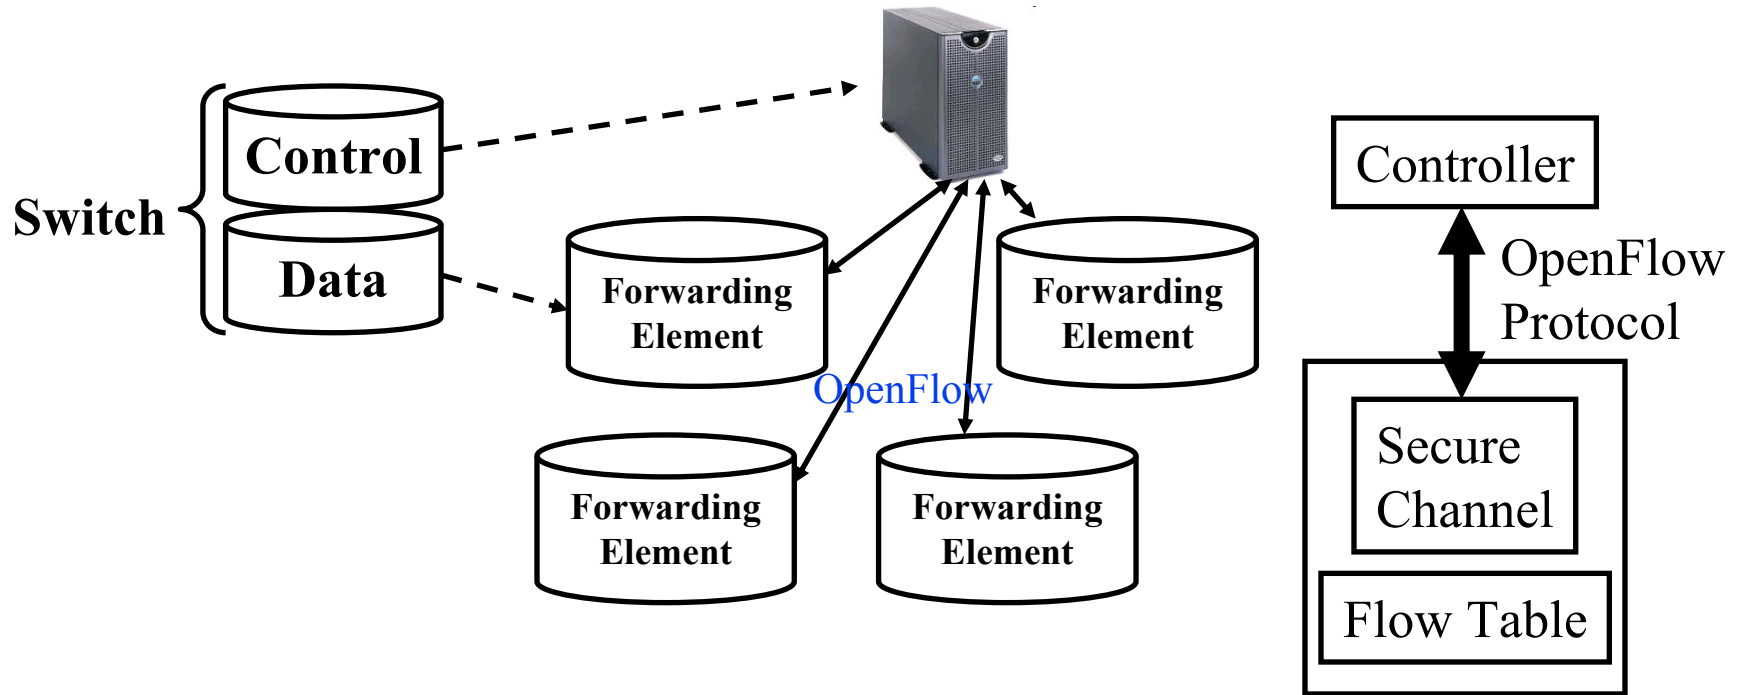 Switch
Control
Data
Forwarding
Element
Forwarding
Element
OpenFlow
Forwarding
Element
Forwarding
Element
Controller
OpenFlow
Protocol
Secure
Channel
Flow Table